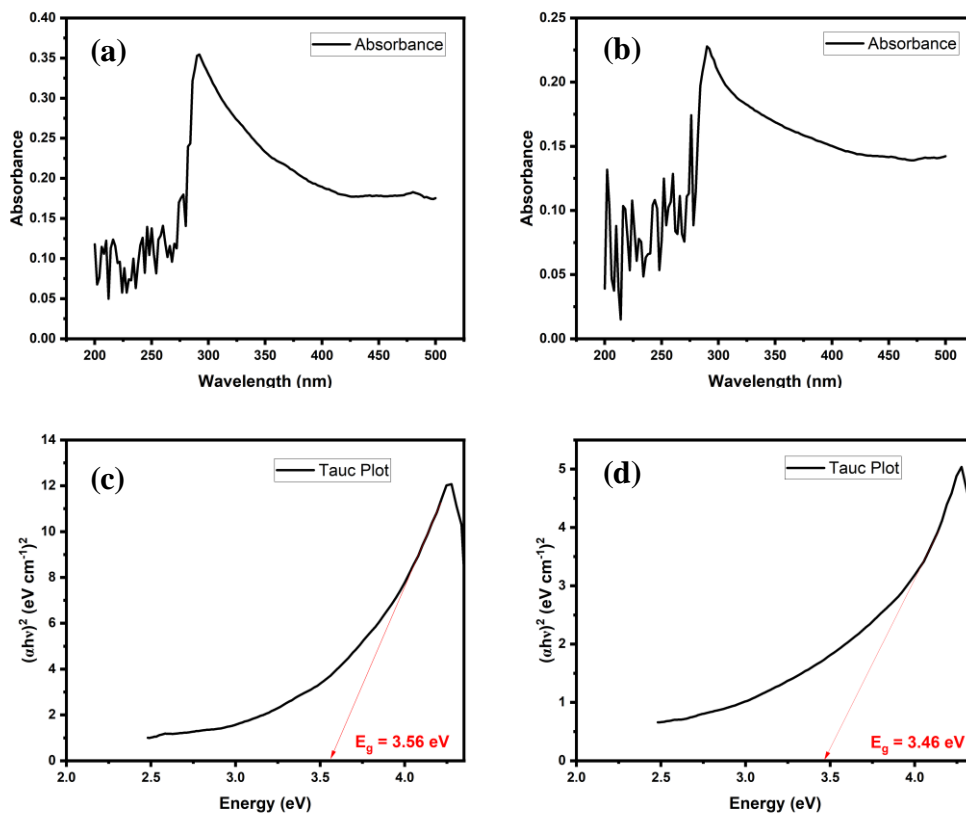 (a)
Absorbance
0.40
0.35
0.30
0.25
0.20
0.15
0.10
0.05
0.00
Absorbance
200 250 300 350 400 450 500
Wavelength (nm)
(b)
Absorbance
0.25
0.20
0.15
0.10
0.05
0.00
Absorbance
200 250 300 350 400 450 500
Wavelength (nm)
(c)
Tauc Plot
14
12
10
8
6
4
2
0
(αhν)² (eV cm⁻¹)²
E_g = 3.56 eV
2.0 2.5 3.0 3.5 4.0
Energy (eV)
(d)
Tauc Plot
5
4
3
2
1
0
(αhν)² (eV cm⁻¹)²
E_g = 3.46 eV
2.0 2.5 3.0 3.5 4.0
Energy (eV)